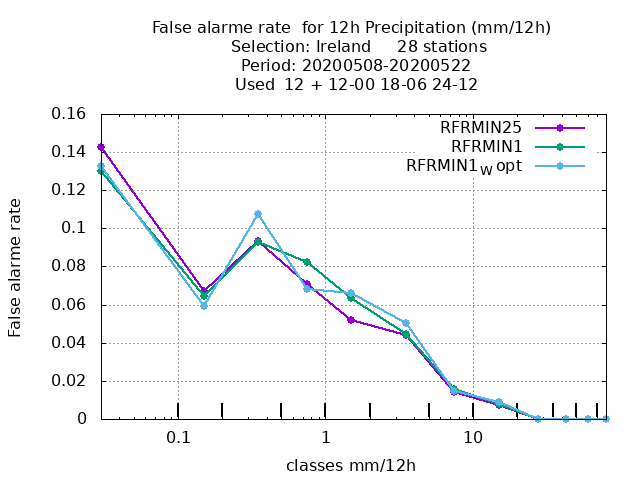 False alarme rate  for 12h Precipitation (mm/12h)
Selection: Ireland     28 stations
Period: 20200508-20200522
Used  12 + 12-00 18-06 24-12
RFRMIN25
RFRMIN1
RFRMIN1W opt
0.16
0.14
0.12
0.1
0.08
0.06
0.04
0.02
0
False alarme rate
0.1 1 10
classes mm/12h